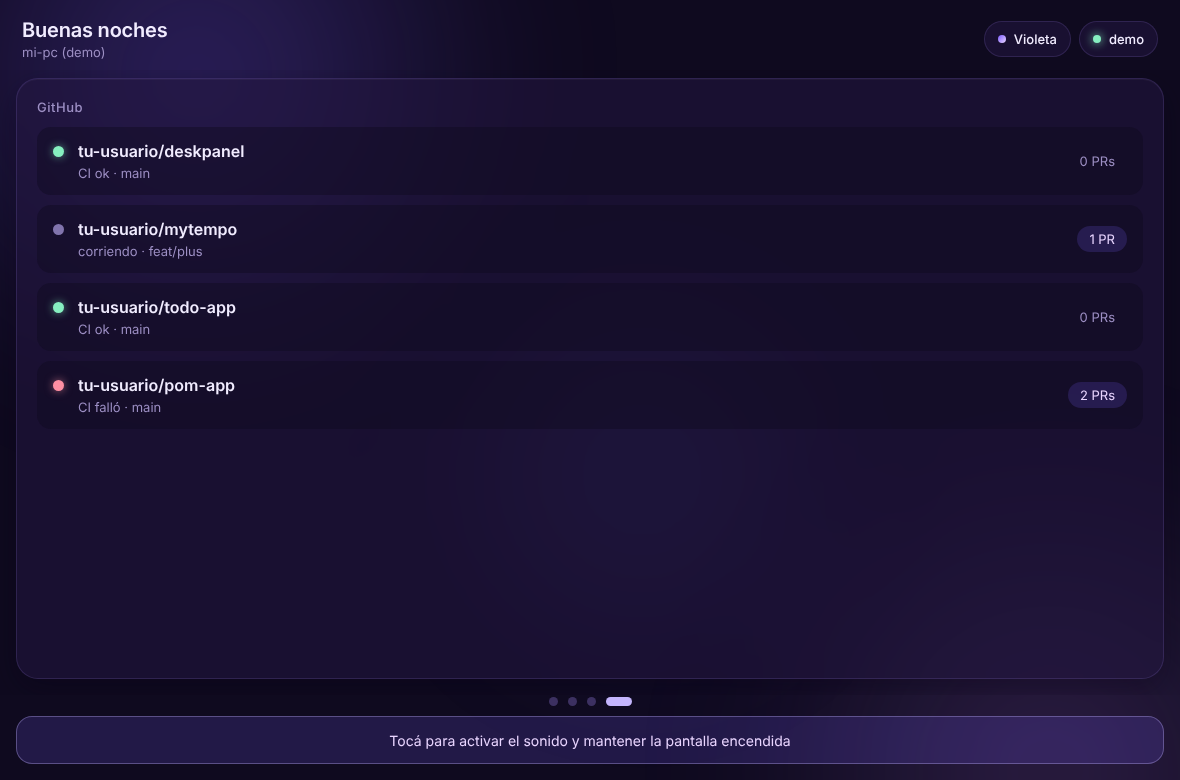 Buenas noches
mi-pc (demo)
Violeta
demo
GitHub
tu-usuario/deskpanel
CI ok · main
0 PRs
tu-usuario/mytempo
corriendo · feat/plus
1 PR
tu-usuario/todo-app
CI ok · main
0 PRs
tu-usuario/pom-app
CI falló · main
2 PRs
Tocá para activar el sonido y mantener la pantalla encendida